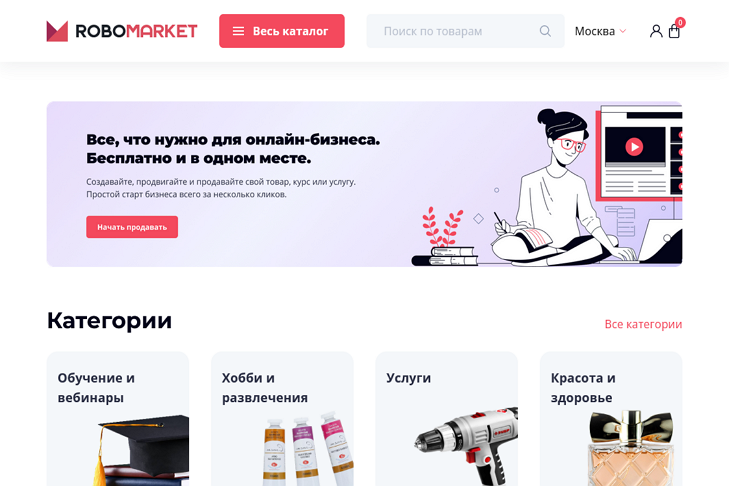 ROBOMARKET
Весь каталог
Поиск по товарам
Москва
0
Все, что нужно для онлайн-бизнеса.
Бесплатно и в одном месте.
Создавайте, продвигайте и продавайте свой товар, курс или услугу.
Простой старт бизнеса всего за несколько кликов.
Начать продавать
Категории
Все категории
Обучение и
вебинары
Хобби и
развлечения
Услуги
Красота и
здоровье